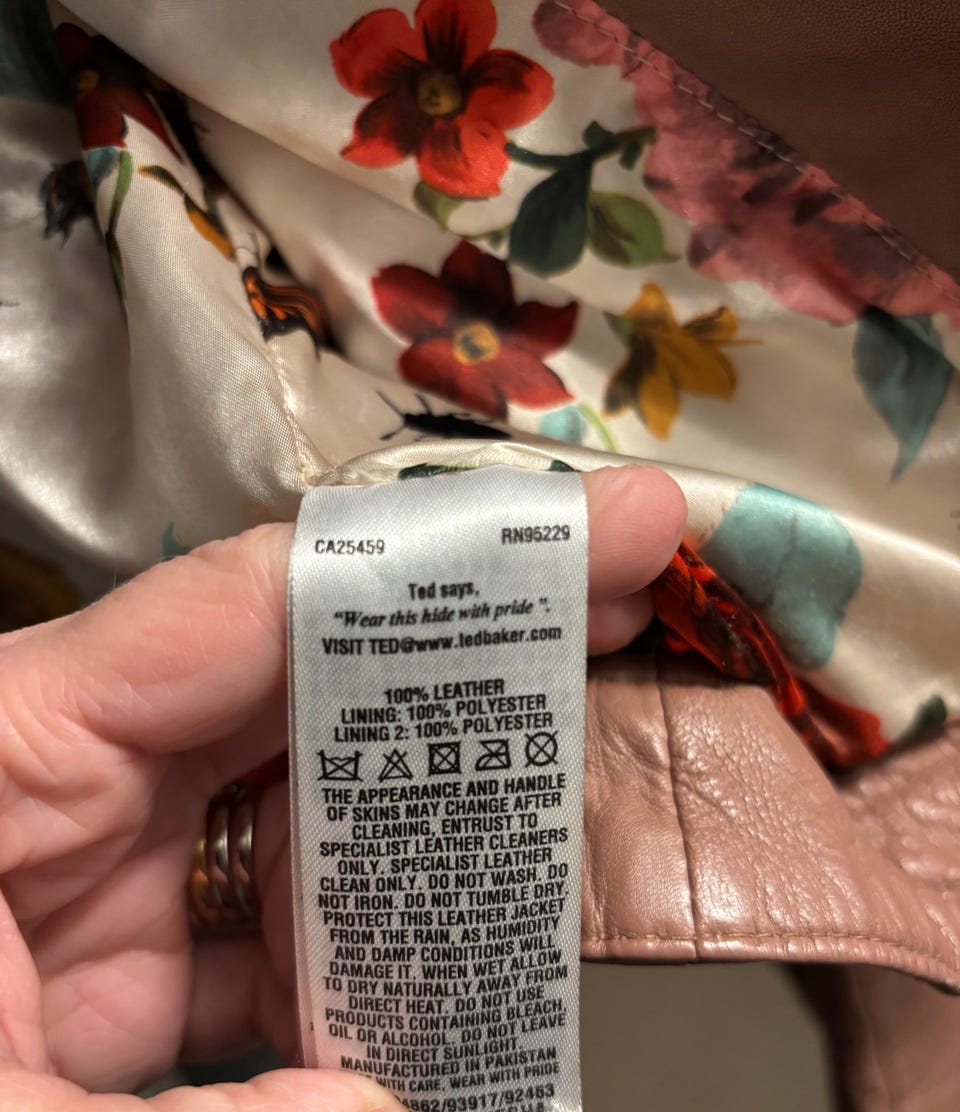 CA25459 RN95229
Ted says,
"Wear this hide with pride ".
VISIT TED@www.tedbaker.com
100% LEATHER
LINING: 100% POLYESTER
LINING 2: 100% POLYESTER
THE APPEARANCE AND HANDLE
OF SKINS MAY CHANGE AFTER
CLEANING, ENTRUST TO
SPECIALIST LEATHER CLEANERS
ONLY. SPECIALIST LEATHER
CLEAN ONLY. DO NOT WASH. DO
NOT IRON. DO NOT TUMBLE DRY.
PROTECT THIS LEATHER JACKET
FROM THE RAIN, AS HUMIDITY
AND DAMP CONDITIONS WILL
DAMAGE IT. WHEN WET ALLOW
TO DRY NATURALLY AWAY FROM
DIRECT HEAT. DO NOT USE
PRODUCTS CONTAINING BLEACH,
OIL OR ALCOHOL. DO NOT LEAVE
IN DIRECT SUNLIGHT
MANUFACTURED IN PAKISTAN
WITH CARE, WEAR WITH PRIDE
4862/93917/92463